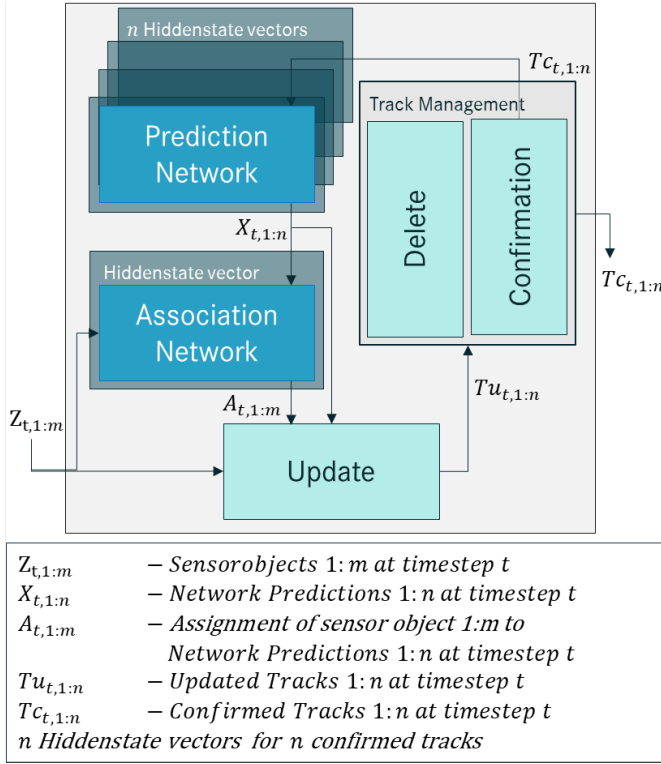 n Hiddenstate vectors
Tc_{t,1:n}
Track Management
Prediction
Network
Delete
Confirmation
X_{t,1:n}
Hiddenstate vector
Association
Network
Tc_{t,1:n}
A_{t,1:m}
Tu_{t,1:n}
Z_{t,1:m}
Update
Z_{t,1:m} – Sensorobjects 1:m at timestep t
X_{t,1:n} – Network Predictions 1:n at timestep t
A_{t,1:m} – Assignment of sensor object 1:m to
Network Predictions 1:n at timestep t
Tu_{t,1:n} – Updated Tracks 1:n at timestep t
Tc_{t,1:n} – Confirmed Tracks 1:n at timestep t
n Hiddenstate vectors for n confirmed tracks